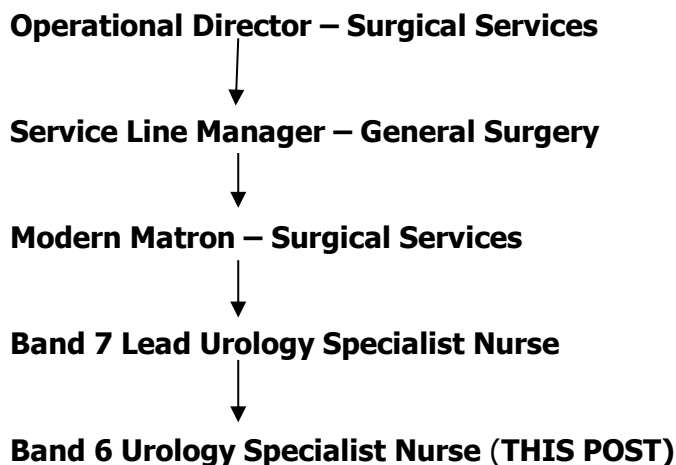 Operational Director – Surgical Services
Service Line Manager – General Surgery
Modern Matron – Surgical Services
Band 7 Lead Urology Specialist Nurse
Band 6 Urology Specialist Nurse (THIS POST)